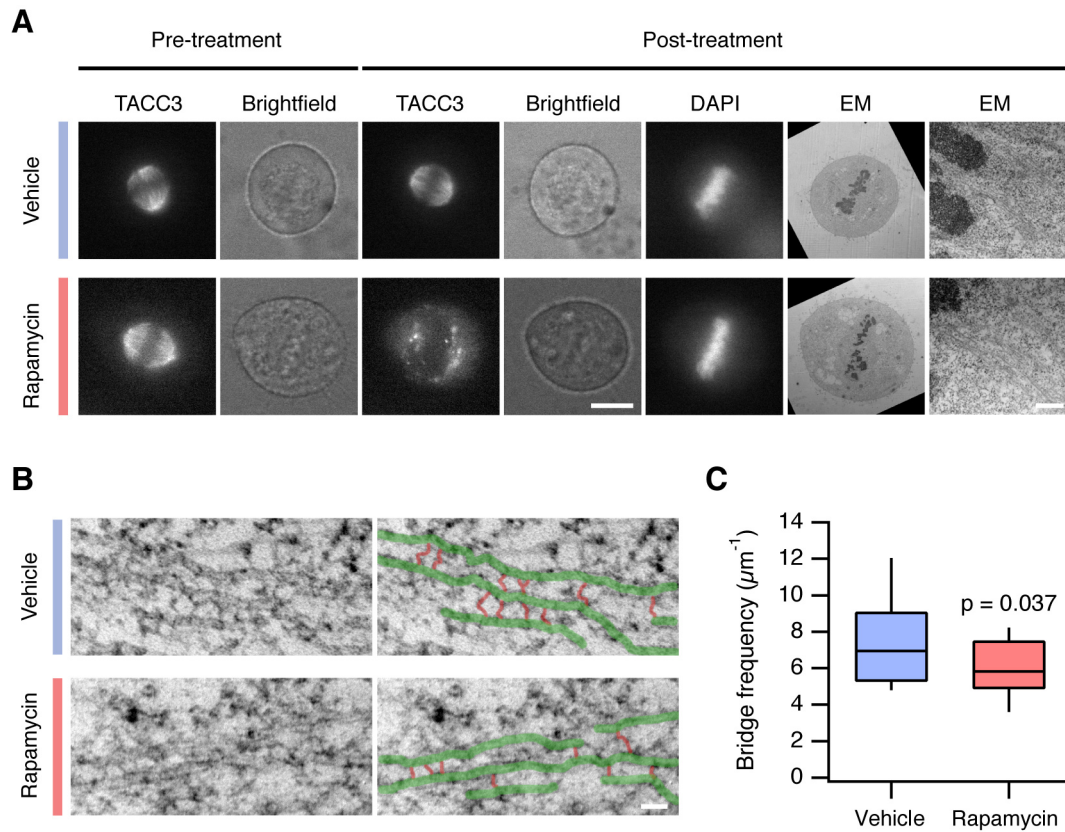 A
Pre-treatment Post-treatment
TACC3 Brightfield TACC3 Brightfield DAPI EM EM
Vehicle
Rapamycin
B
Vehicle
Rapamycin
C
Bridge frequency (µm⁻¹)
14
12
10
8
6
4
2
0
p = 0.037
Vehicle Rapamycin